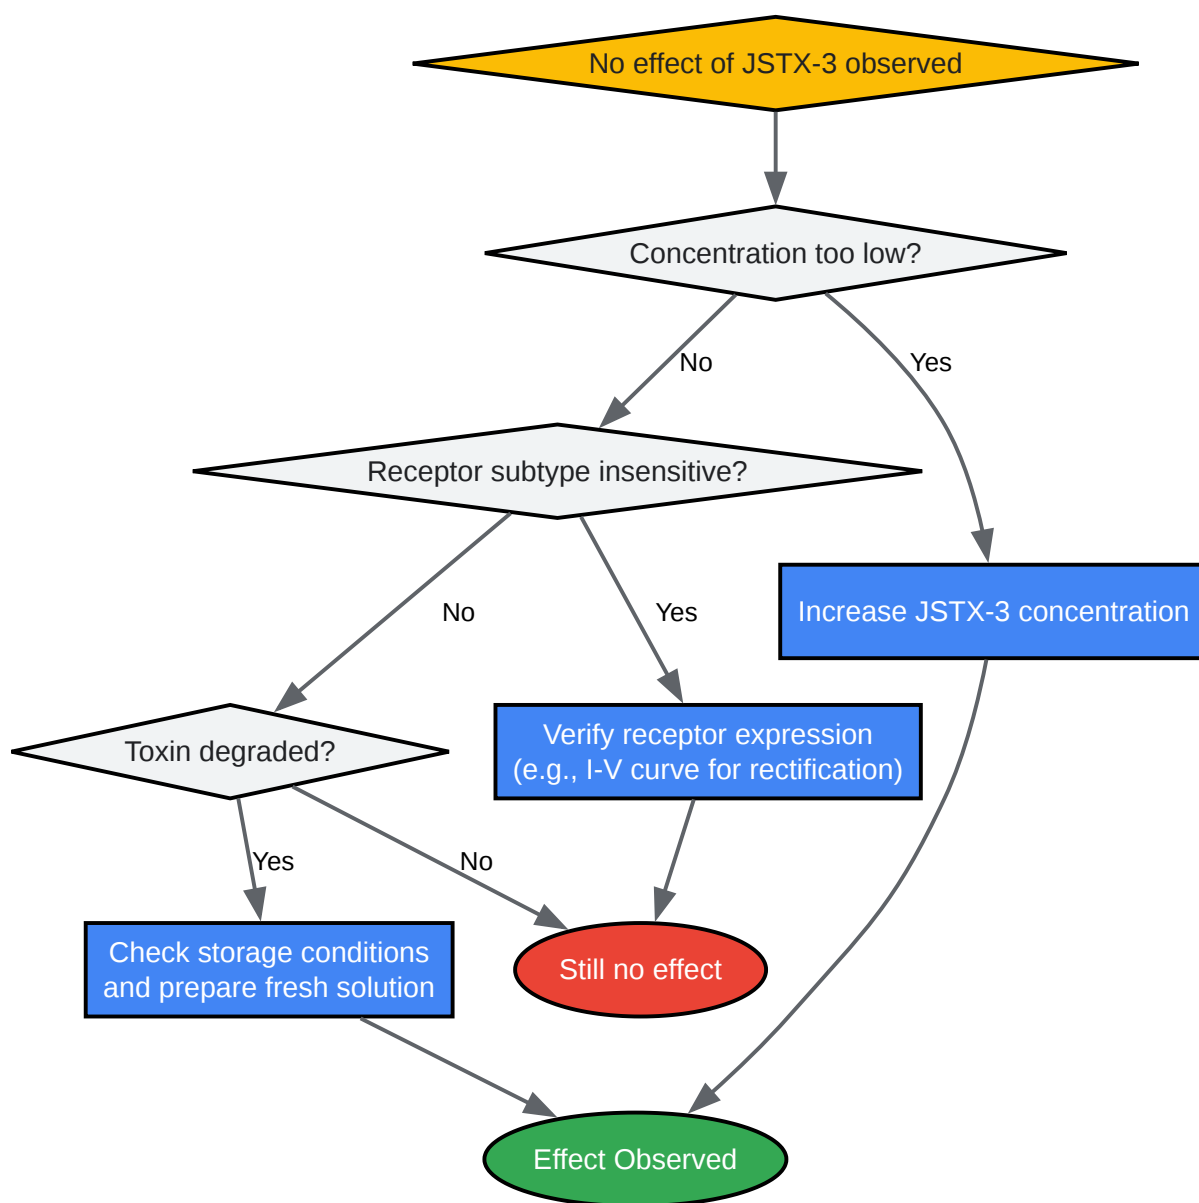 No effect of JSTX-3 observed
Concentration too low?
No
Yes
Receptor subtype insensitive?
No
Yes
Increase JSTX-3 concentration
Toxin degraded?
Verify receptor expression
(e.g., I-V curve for rectification)
Yes
No
Check storage conditions
and prepare fresh solution
Still no effect
Effect Observed